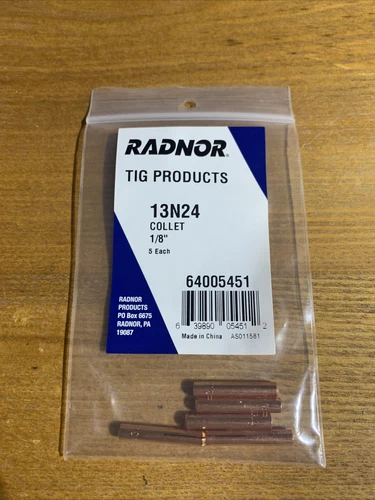 RADNOR®
TIG PRODUCTS
13N24
COLLET
1/8"
5 Each
64005451
6 39890 05451 2
Made in China AS011581
RADNOR
PRODUCTS
PO Box 6675
RADNOR, PA
19087